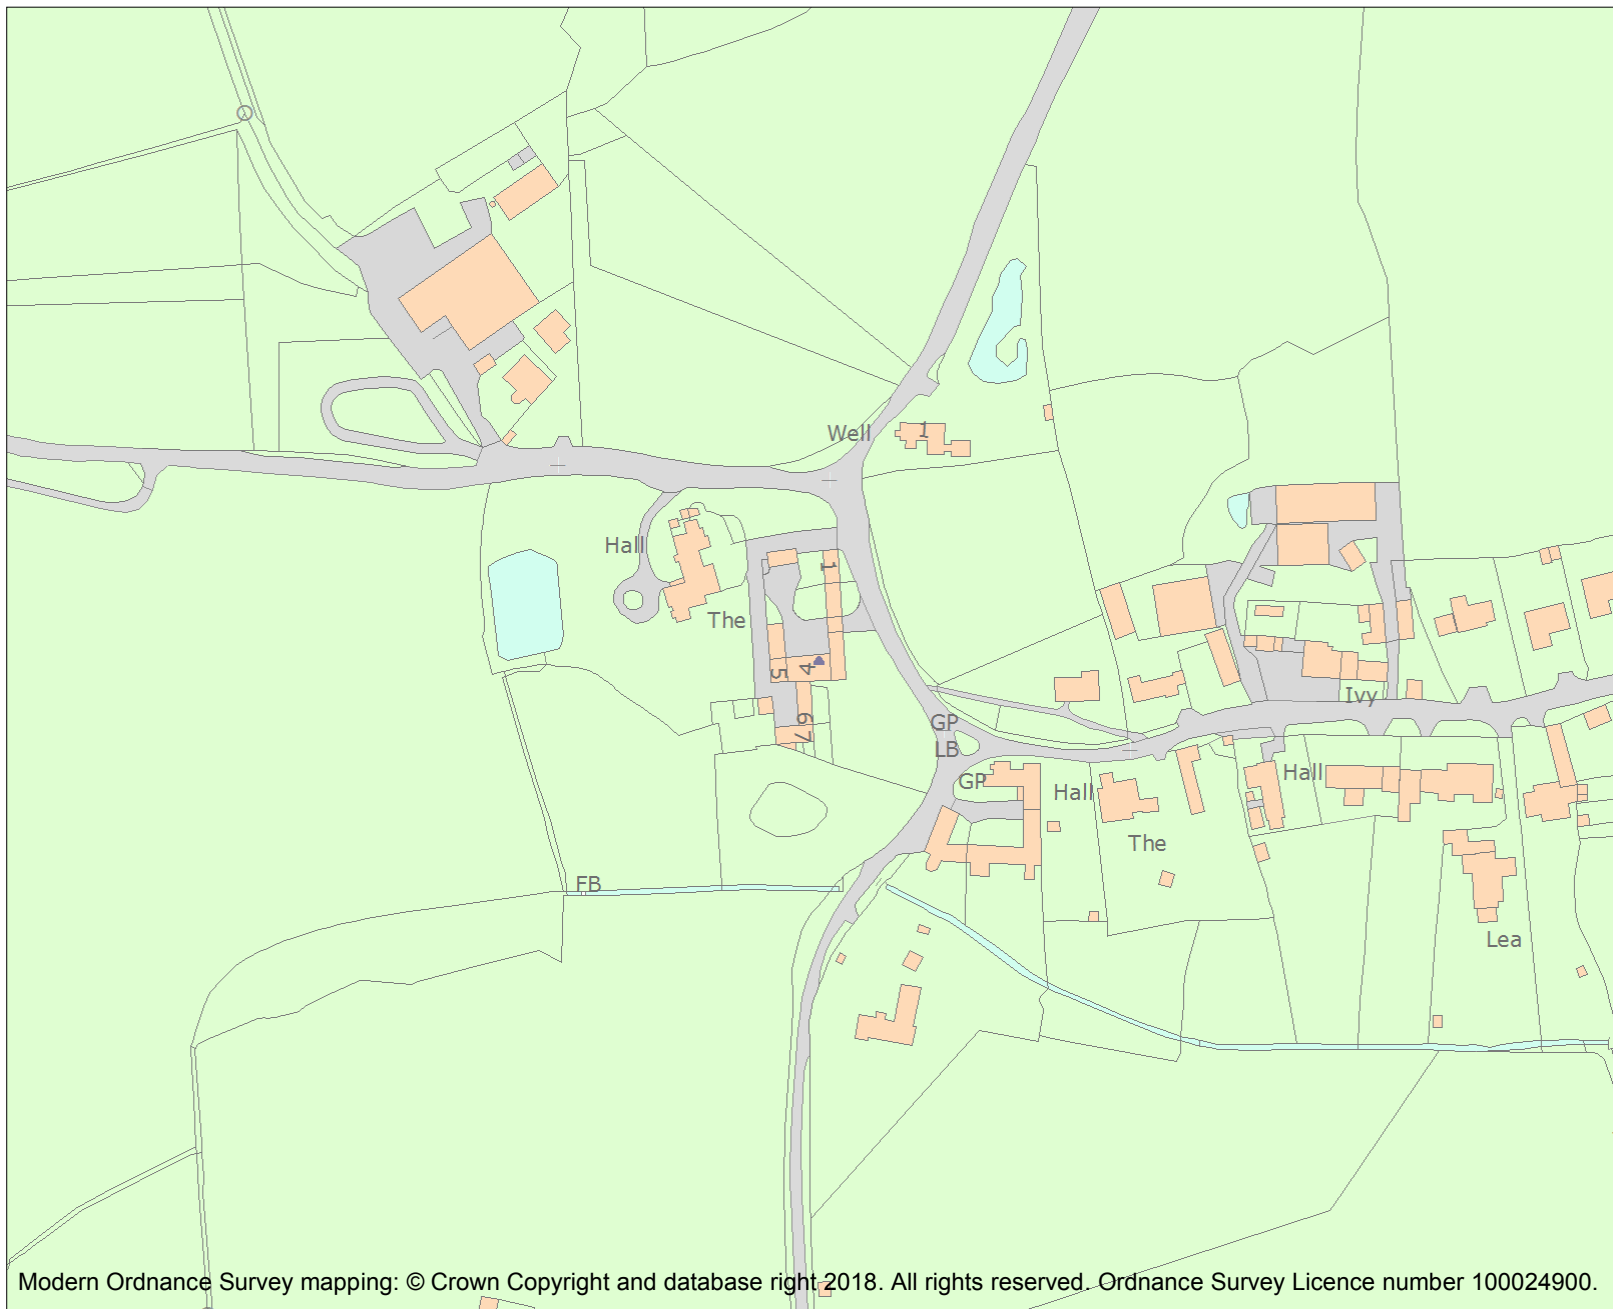 Well
1
Hall
1
The
4
5
Ivy
6
7
GP
LB
GP
Hall
Hall
The
FB
Lea
Modern Ordnance Survey mapping: © Crown Copyright and database right 2018. All rights reserved. Ordnance Survey Licence number 100024900.